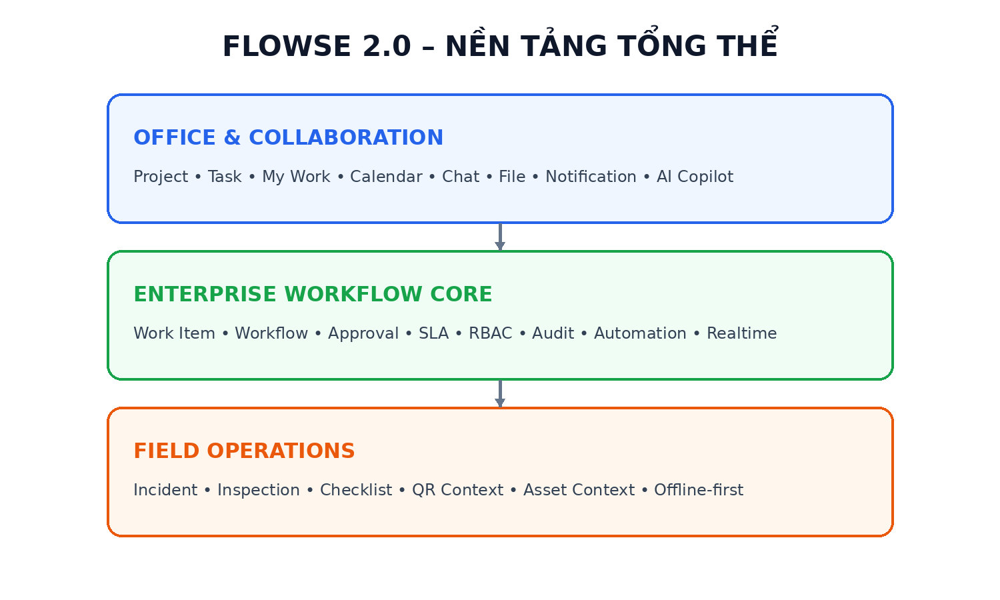 FLOWSE 2.0 – NỀN TẢNG TỔNG THỂ
OFFICE & COLLABORATION
Project • Task • My Work • Calendar • Chat • File • Notification • AI Copilot
ENTERPRISE WORKFLOW CORE
Work Item • Workflow • Approval • SLA • RBAC • Audit • Automation • Realtime
FIELD OPERATIONS
Incident • Inspection • Checklist • QR Context • Asset Context • Offline-first